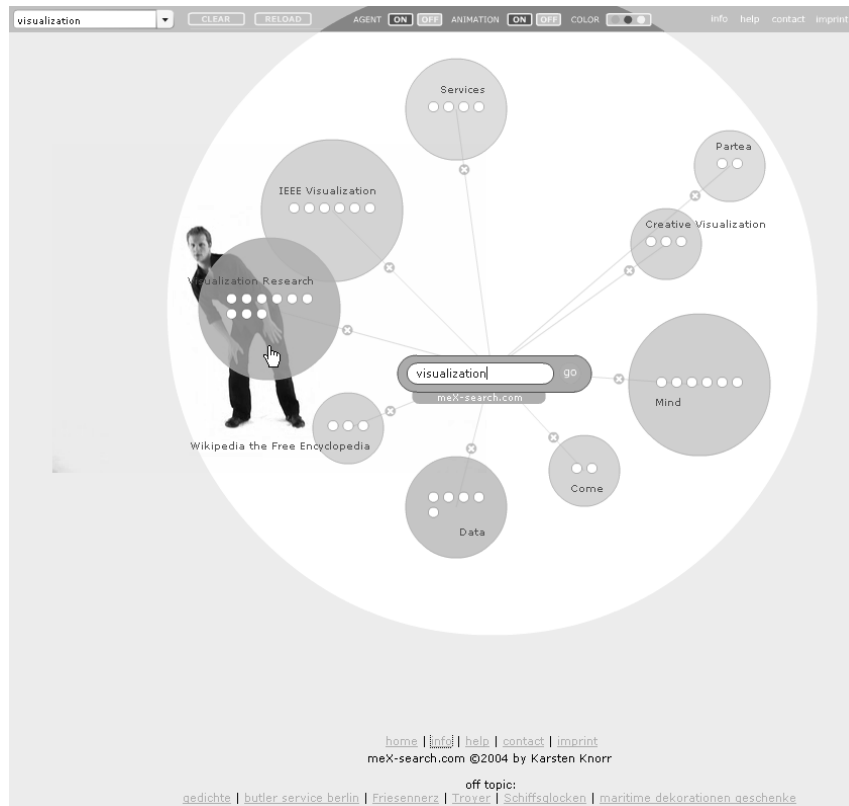 visualization CLEAR RELOAD AGENT ON OFF ANIMATION ON OFF COLOR info help contact imprint
Services
Partea
IEEE Visualization
Creative Visualization
Visualization Research
visualization go
meX-search.com
Mind
Wikipedia the Free Encyclopedia
Come
Data
home | info | help | contact | imprint
meX-search.com ©2004 by Karsten Knorr
off topic:
gedichte | butler service berlin | Friesennerz | Troyer | Schiffsglocken | maritime dekorationen geschenke